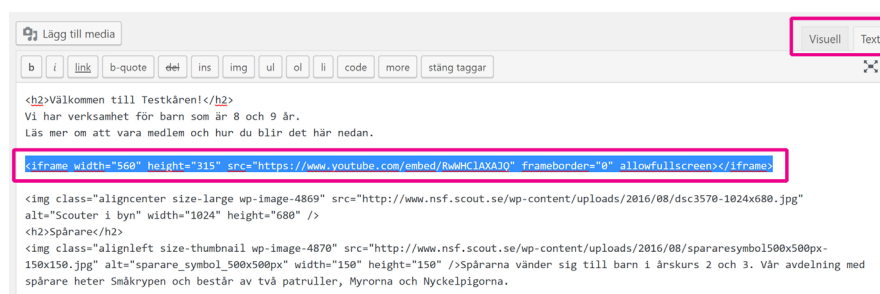 Lägg till media
Visuell Text
b i link b-quote del ins img ul ol li code more stäng taggar
<h2>Välkommen till Testkåren!</h2>
Vi har verksamhet för barn som är 8 och 9 år.
Läs mer om att vara medlem och hur du blir det här nedan.
<iframe width="560" height="315" src="https://www.youtube.com/embed/RwWHClAXAJQ" frameborder="0" allowfullscreen></iframe>
<img class="aligncenter size-large wp-image-4869" src="http://www.nsf.scout.se/wp-content/uploads/2016/08/dsc3570-1024x680.jpg"
alt="Scouter i byn" width="1024" height="680" />
<h2>Spårare</h2>
<img class="alignleft size-thumbnail wp-image-4870" src="http://www.nsf.scout.se/wp-content/uploads/2016/08/spararesymbol500x500px-
150x150.jpg" alt="sparare_symbol_500x500px" width="150" height="150" />Spårarna vänder sig till barn i årskurs 2 och 3. Vår avdelning med
spårare heter Småkrypen och består av två patruller, Myrorna och Nyckelpigorna.